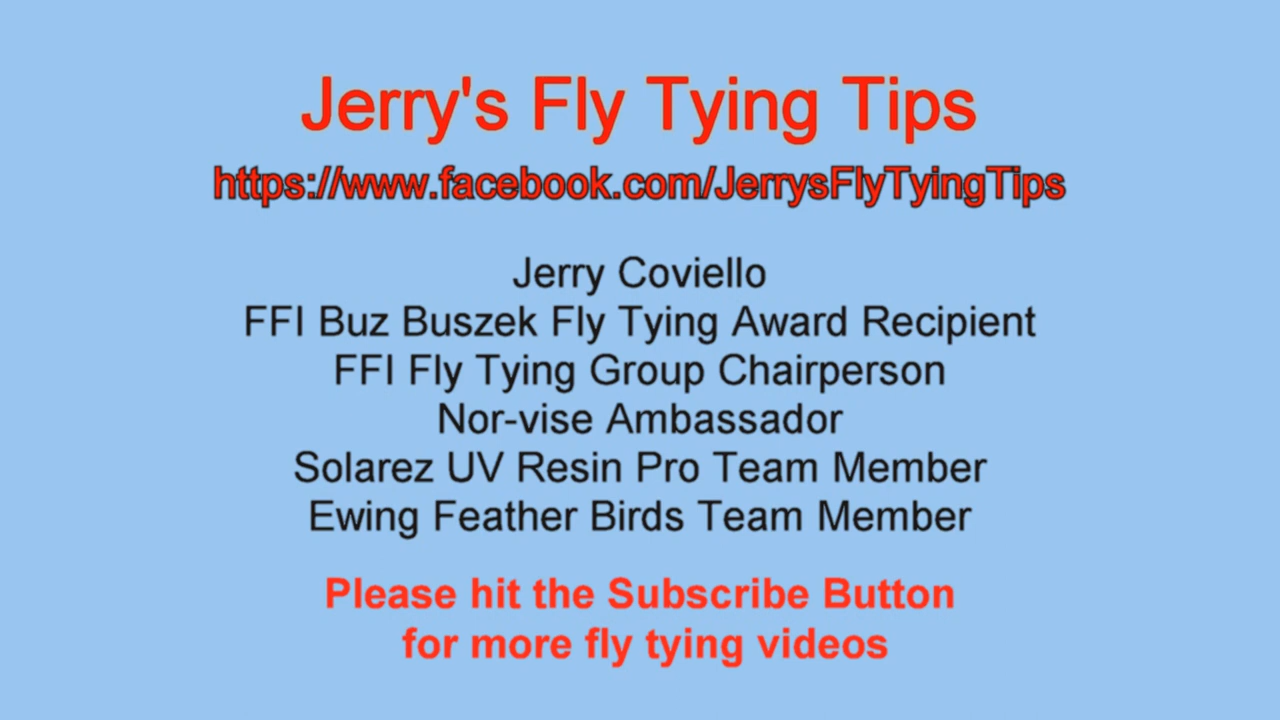 Jerry's Fly Tying Tips
https://www.facebook.com/JerrysFlyTyingTips
Jerry Coviello
FFI Buz Buszek Fly Tying Award Recipient
FFI Fly Tying Group Chairperson
Nor-vise Ambassador
Solarez UV Resin Pro Team Member
Ewing Feather Birds Team Member
Please hit the Subscribe Button
for more fly tying videos